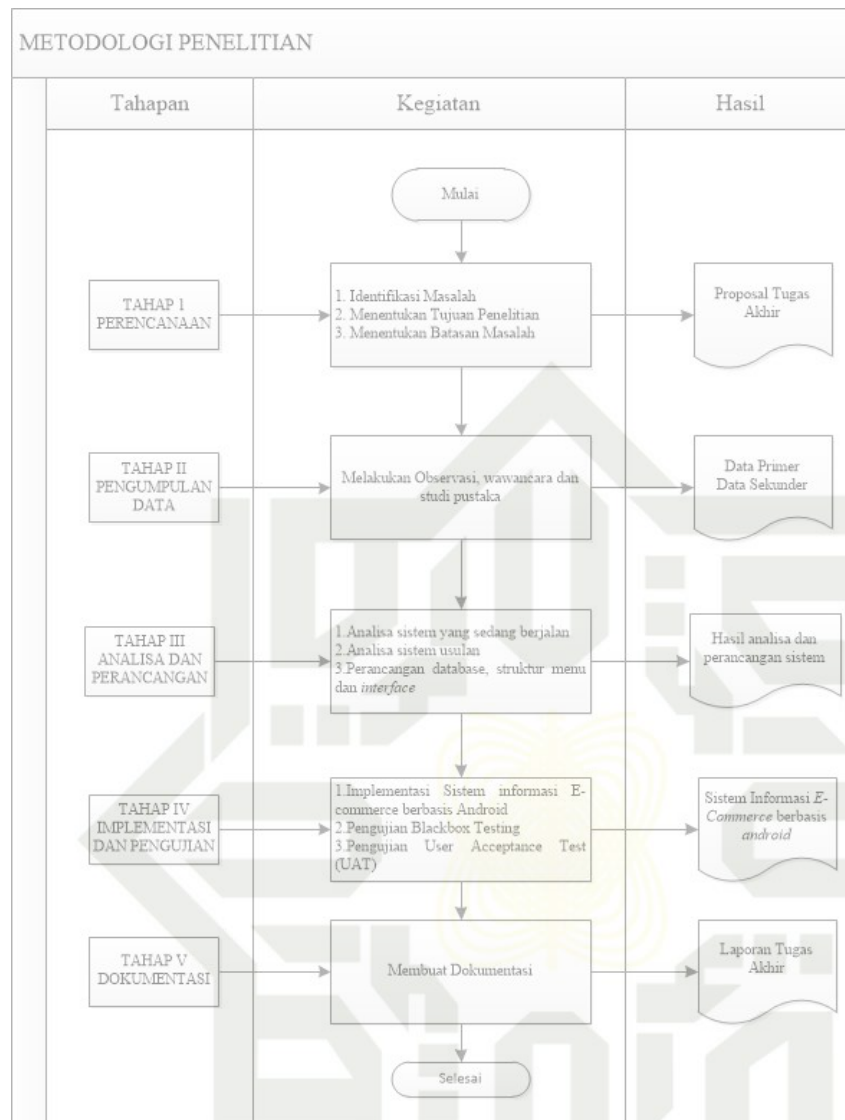 METODOLOGI PENELITIAN
Tahapan
Kegiatan
Hasil
Mulai
TAHAP 1
PERENCANAAN
1. Identifikasi Masalah
2. Menentukan Tujuan Penelitian
3. Menentukan Batasan Masalah
Proposal Tugas
Akhir
TAHAP II
PENGUMPULAN
DATA
Melakukan Observasi, wawancara dan
studi pustaka
Data Primer
Data Sekunder
TAHAP III
ANALISA DAN
PERANCANGAN
1.Analisa sistem yang sedang berjalan
2.Analisa sistem usulan
3.Perancangan database, struktur menu
dan interface
Hasil analisa dan
perancangan sistem
TAHAP IV
IMPLEMENTASI
DAN PENGUJIAN
1.Implementasi Sistem informasi E-
commerce berbasis Android
2.Pengujian Blackbox Testing
3.Pengujian User Acceptance Test
(UAT)
Sistem Informasi E-
Commerce berbasis
android
TAHAP V
DOKUMENTASI
Membuat Dokumentasi
Laporan Tugas
Akhir
Selesai